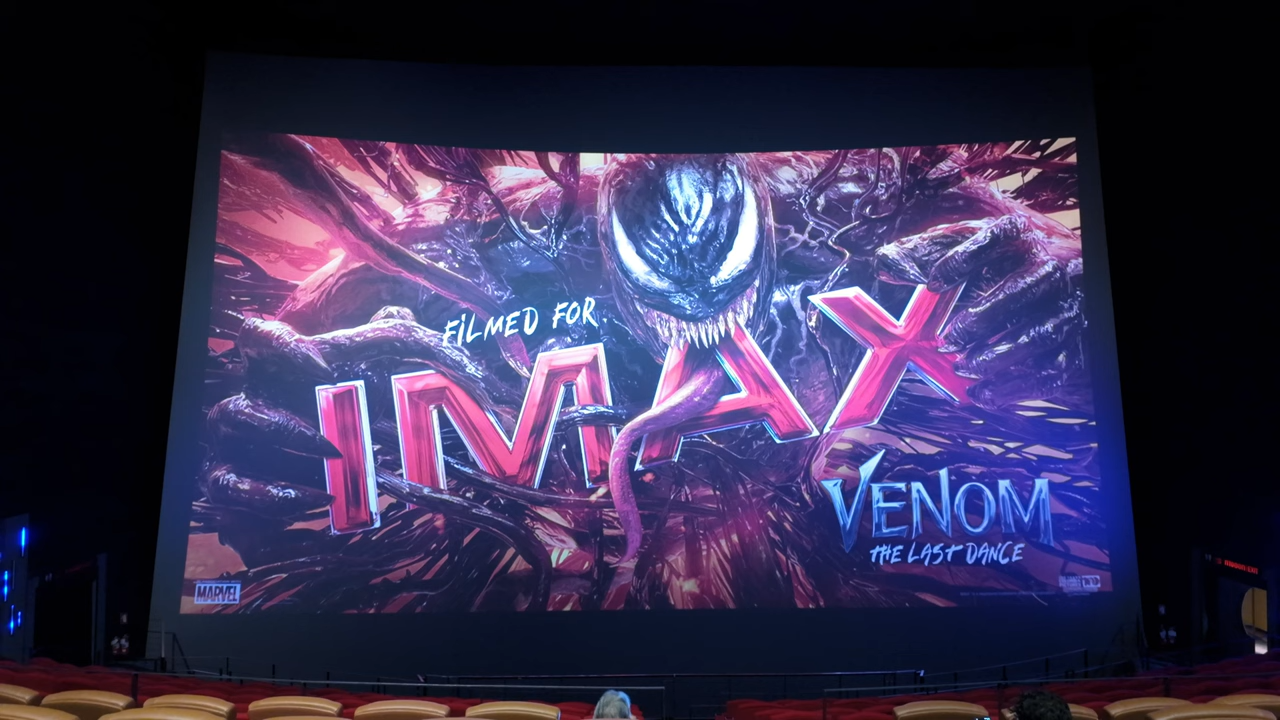 FILMED FOR
IMAX
VENOM
THE LAST DANCE
MARVEL